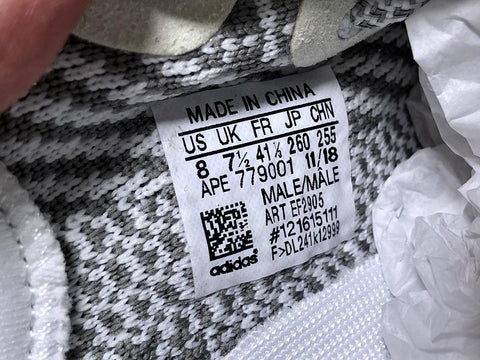 MADE IN CHINA
US UK FR JP CHN
8 7½ 41⅓ 260 255
APE 779001 11/18
MALE/MÂLE
ART EF2905
#121615111
F>DL241k12999
adidas